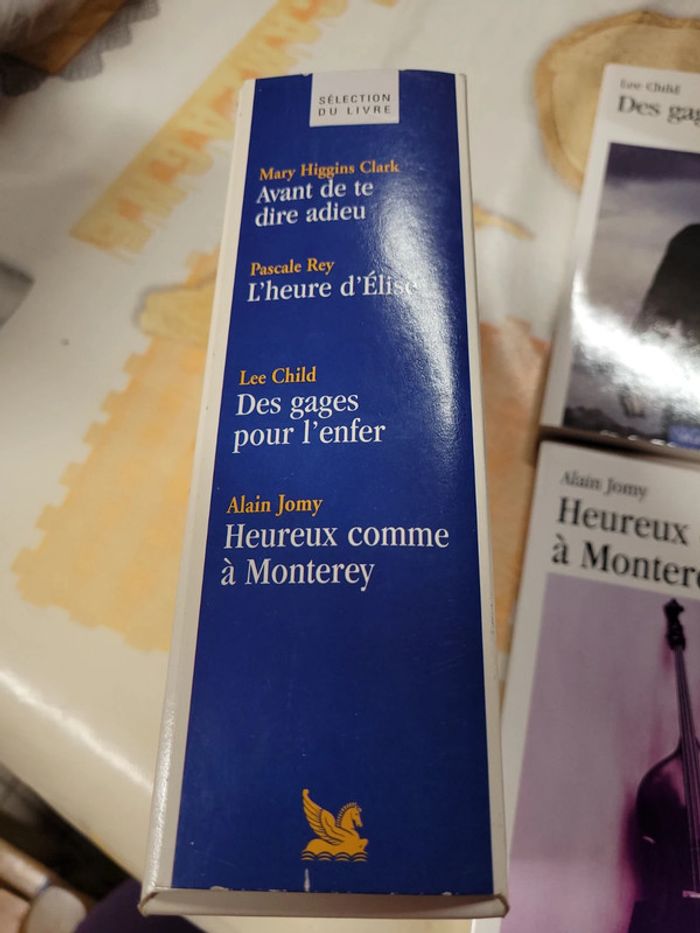 SÉLECTION
DU LIVRE
Mary Higgins Clark
Avant de te
dire adieu
Pascale Rey
L'heure d'Élise
Lee Child
Des gages
pour l'enfer
Alain Jomy
Heureux comme
à Monterey
Lee Child
Des
Alain Jomy
Heureux
à